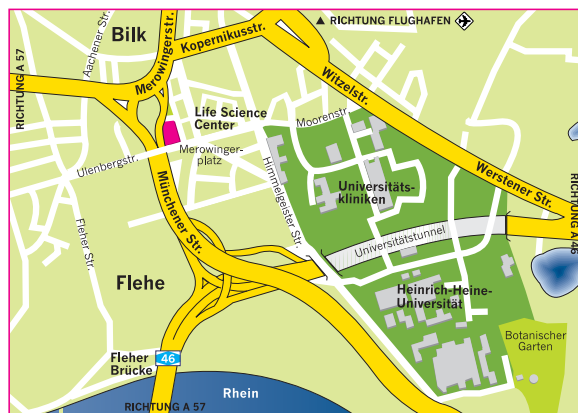 ▲ RICHTUNG FLUGHAFEN
Bilk
Aachener Str.
Merowingerstr.
Kopernikusstr.
RICHTUNG A 57
Witzelstr.
Life Science
Center
Moorenstr.
Merowinger-
platz
Ulenbergstr.
Himmelgeister Str.
Universitäts-
kliniken
Werstener Str.
RICHTUNG A 46
Münchener Str.
Fleher Str.
Universitätstunnel
Flehe
Heinrich-Heine-
Universität
Botanischer
Garten
Fleher
Brücke
46
Rhein
RICHTUNG A 57